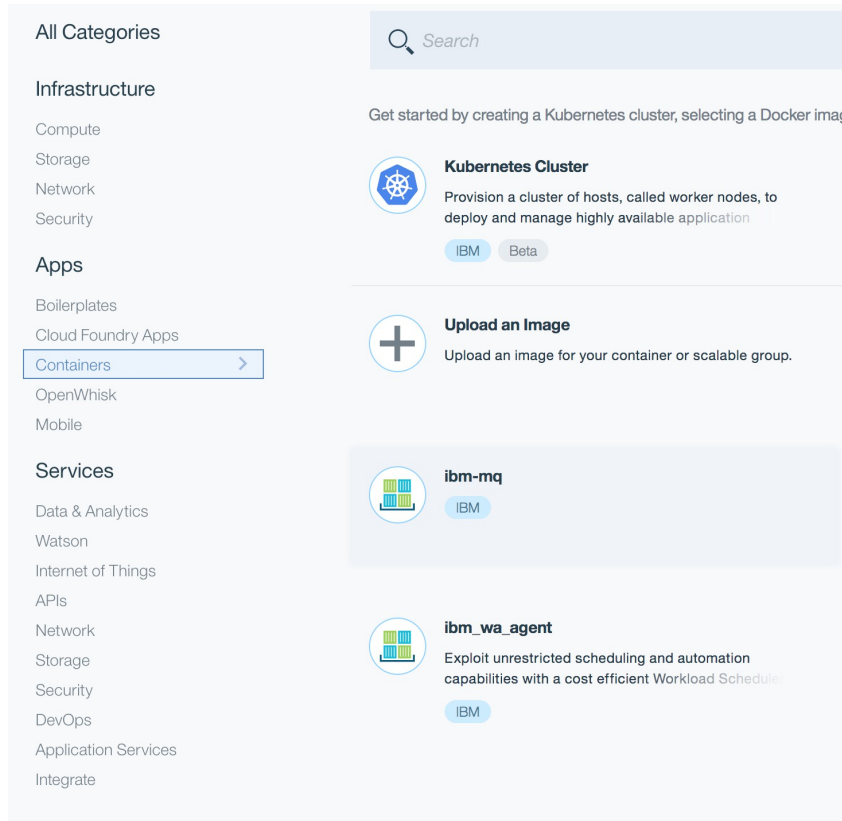 All Categories
Infrastructure
Compute
Storage
Network
Security
Apps
Boilerplates
Cloud Foundry Apps
Containers
OpenWhisk
Mobile
Services
Data & Analytics
Watson
Internet of Things
APIs
Network
Storage
Security
DevOps
Application Services
Integrate
Search
Get started by creating a Kubernetes cluster, selecting a Docker
Kubernetes Cluster
Provision a cluster of hosts, called worker nodes, to
deploy and manage highly available application
IBM Beta
Upload an Image
Upload an image for your container or scalable group.
ibm-mq
IBM
ibm_wa_agent
Exploit unrestricted scheduling and automation
capabilities with a cost efficient Workload
IBM